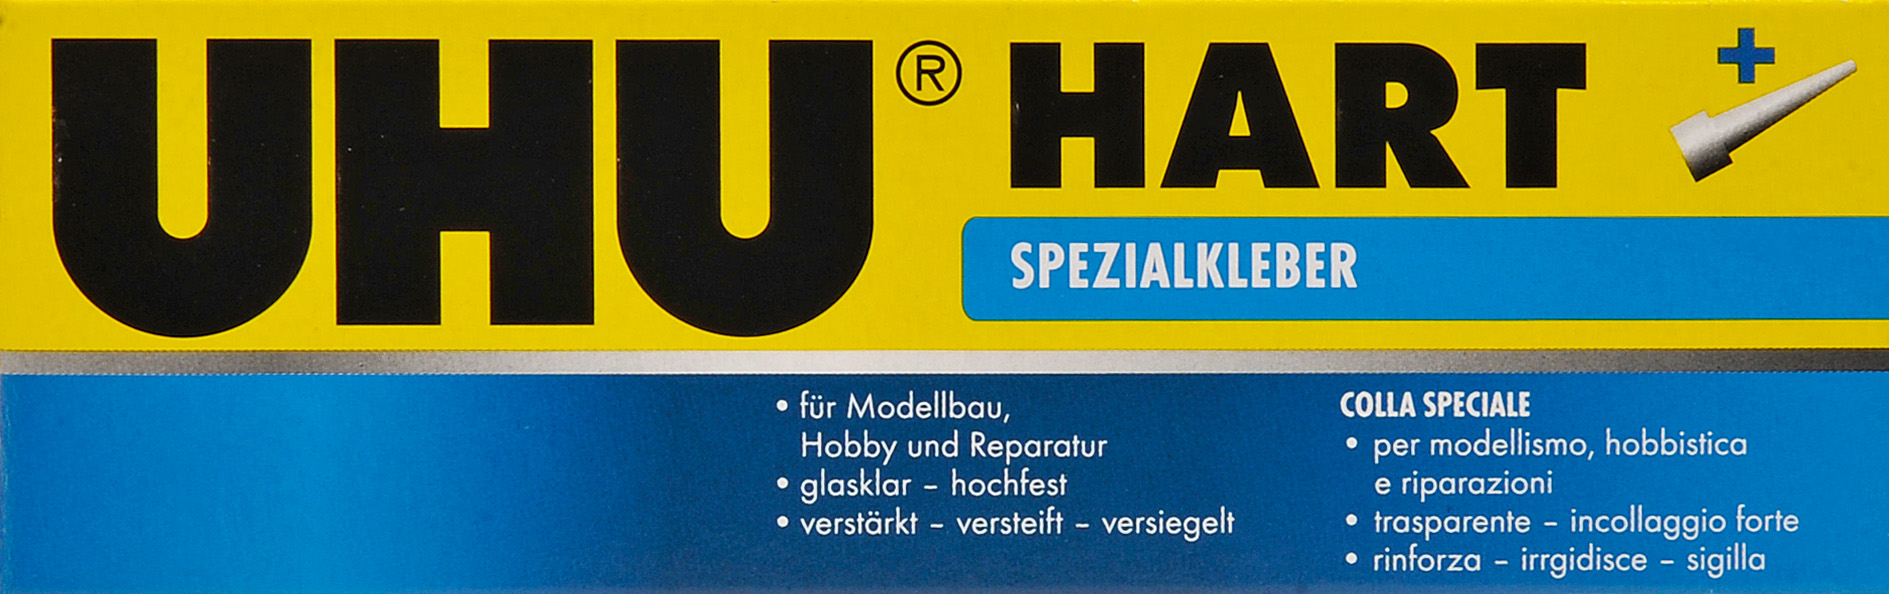 UHU® HART
SPEZIALKLEBER
• für Modellbau,
Hobby und Reparatur
• glasklar – hochfest
• verstärkt – versteift – versiegelt
COLLA SPECIALE
• per modellismo, hobbistica
e riparazioni
• trasparente – incollaggio forte
• rinforza – irrgidisce – sigilla